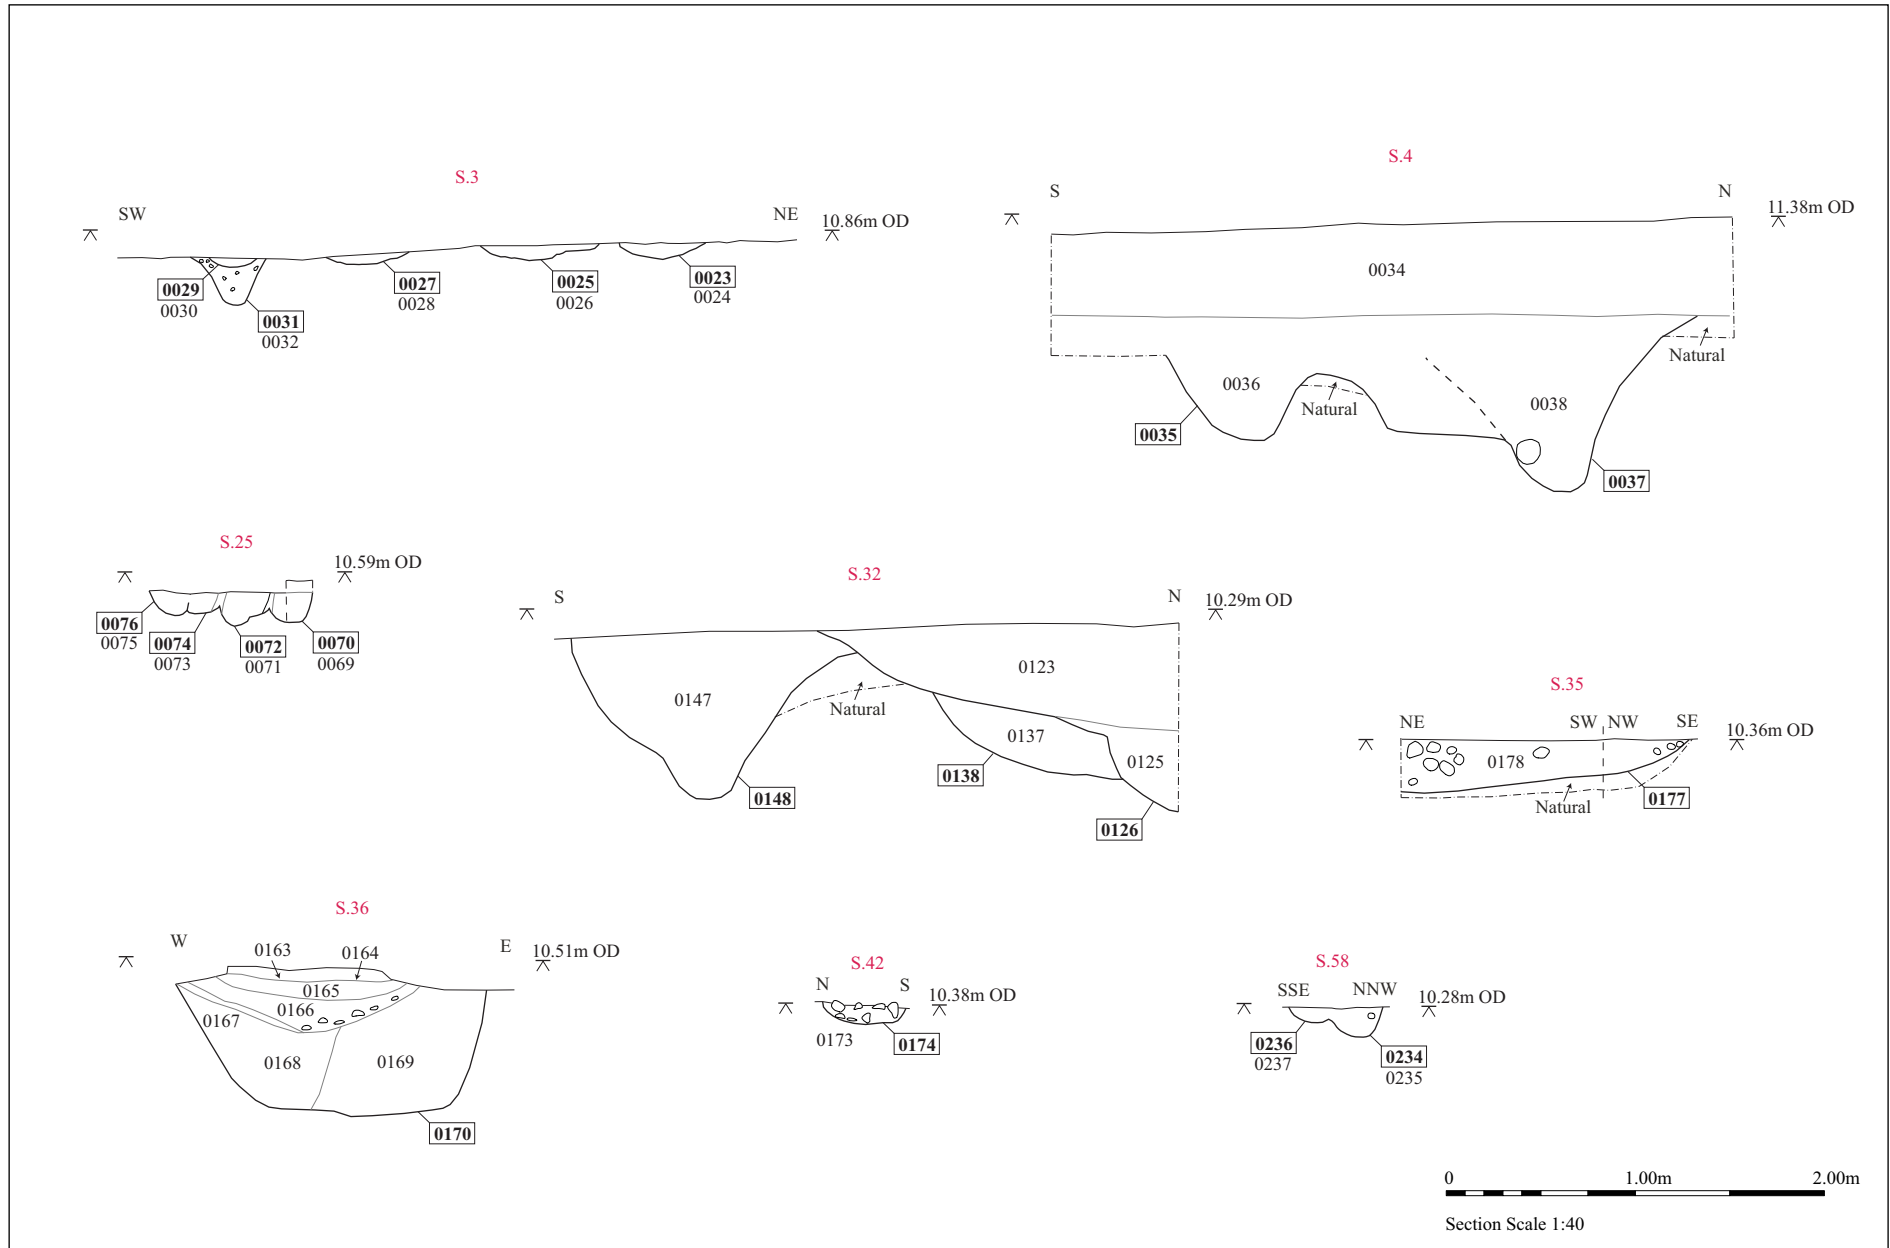 S.3
SW NE 10.86m OD
0029
0030
0031
0032
0027
0028
0025
0026
0023
0024
S.4
S N 11.38m OD
0034
Natural
0036
Natural
0038
0035
0037
S.25
10.59m OD
0076
0075
0074
0073
0072
0071
0070
0069
S.32
S N 10.29m OD
0123
0147
Natural
0137
0125
0138
0148
0126
S.35
NE SW NW SE 10.36m OD
0178
Natural
0177
S.36
W E 10.51m OD
0163 0164
0165
0166
0167
0168 0169
0170
S.42
N S 10.38m OD
0173
0174
S.58
SSE NNW 10.28m OD
0236
0237
0234
0235
0 1.00m 2.00m
Section Scale 1:40